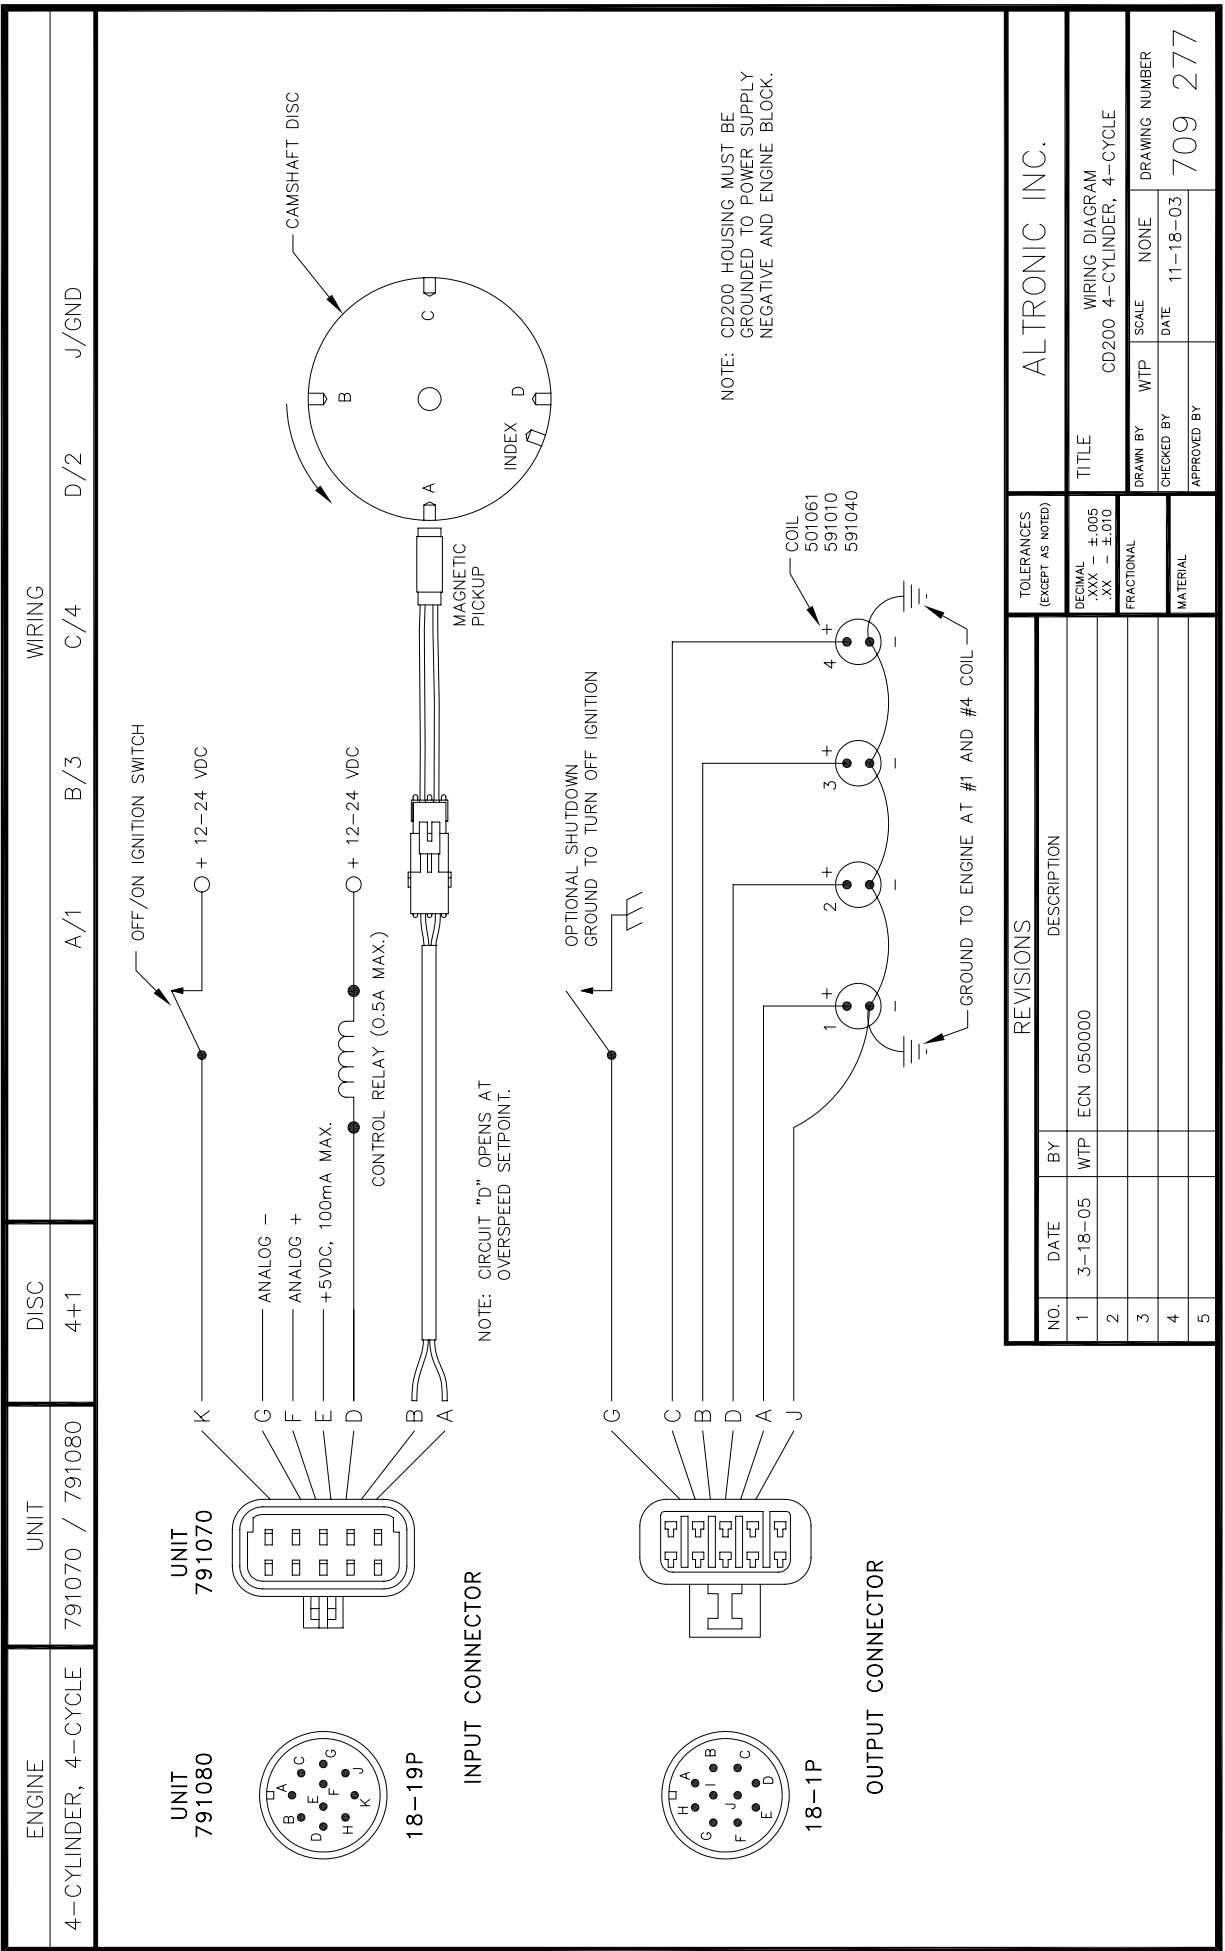 ENGINE
UNIT
DISC
WIRING
4-CYLINDER, 4-CYCLE
791070 / 791080
4+1
A/1
B/3
C/4
D/2
J/GND
UNIT
791080
A
B
C
D
E
F
G
H
J
K
18-19P
UNIT
791070
INPUT CONNECTOR
K
OFF/ON IGNITION SWITCH
+ 12-24 VDC
G
ANALOG -
F
ANALOG +
E
+5VDC, 100mA MAX.
D
CONTROL RELAY (0.5A MAX.)
+ 12-24 VDC
B
A
NOTE: CIRCUIT "D" OPENS AT
OVERSPEED SETPOINT.
MAGNETIC
PICKUP
CAMSHAFT DISC
A
B
C
D
INDEX
NOTE: CD200 HOUSING MUST BE
GROUNDED TO POWER SUPPLY
NEGATIVE AND ENGINE BLOCK.
A
B
C
D
E
F
G
H
I
J
18-1P
OUTPUT CONNECTOR
G
OPTIONAL SHUTDOWN
GROUND TO TURN OFF IGNITION
C
B
D
A
J
1 + -
2 + -
3 + -
4 + -
COIL
501061
591010
591040
GROUND TO ENGINE AT #1 AND #4 COIL
REVISIONS
NO.
DATE
BY
DESCRIPTION
1
3-18-05
WTP
ECN 050000
2
3
4
5
TOLERANCES
(EXCEPT AS NOTED)
DECIMAL
.XXX - ±.005
.XX - ±.010
FRACTIONAL
MATERIAL
ALTRONIC INC.
TITLE
WIRING DIAGRAM
CD200 4-CYLINDER, 4-CYCLE
DRAWN BY WTP
SCALE NONE
DRAWING NUMBER
CHECKED BY
DATE 11-18-03
709 277
APPROVED BY